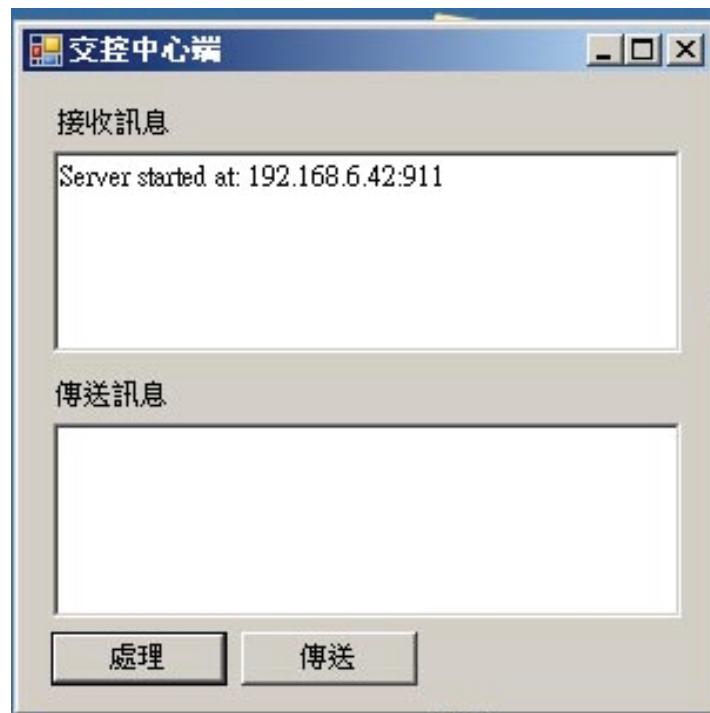 交控中心端
接收訊息
Server started at: 192.168.6.42:911
傳送訊息
處理 傳送